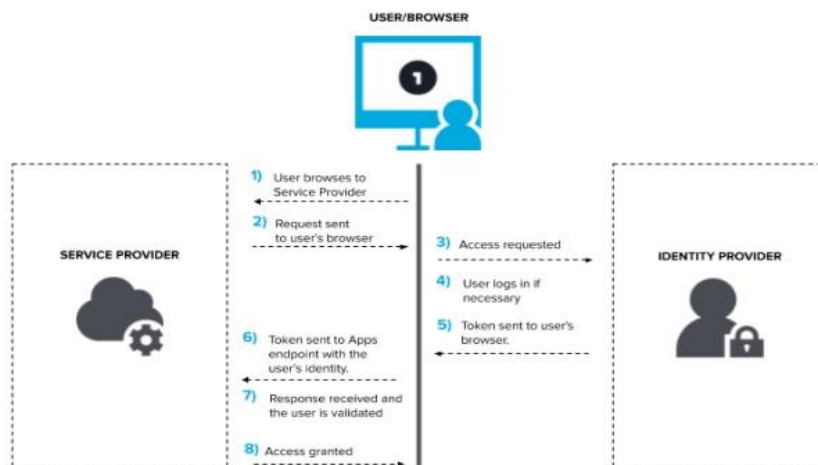 USER/BROWSER
1
1) User browses to
Service Provider
2) Request sent
to user's browser
3) Access requested
SERVICE PROVIDER
IDENTITY PROVIDER
4) User logs in if
necessary
5) Token sent to user's
browser.
6) Token sent to Apps
endpoint with the
user's identity.
7) Response received and
the user is validated
8) Access granted